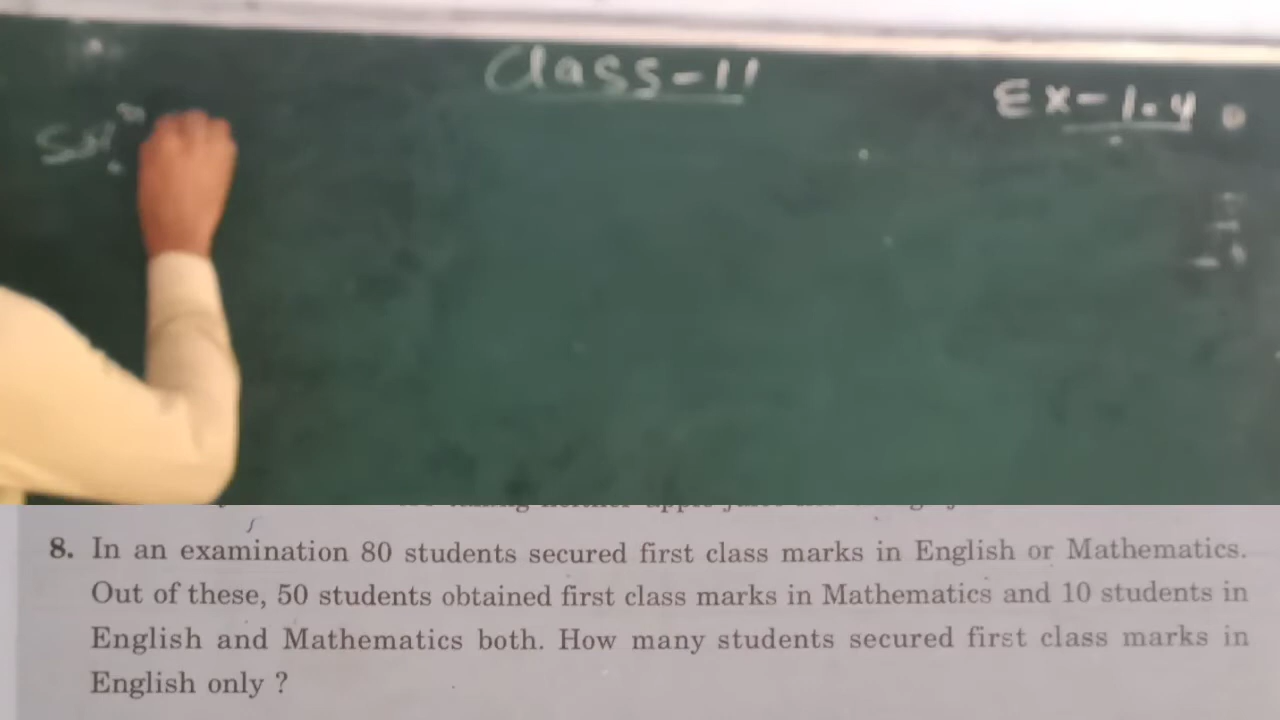 Class-11
Ex-1.4
Sol
8. In an examination 80 students secured first class marks in English or Mathematics.
Out of these, 50 students obtained first class marks in Mathematics and 10 students in
English and Mathematics both. How many students secured first class marks in
English only ?